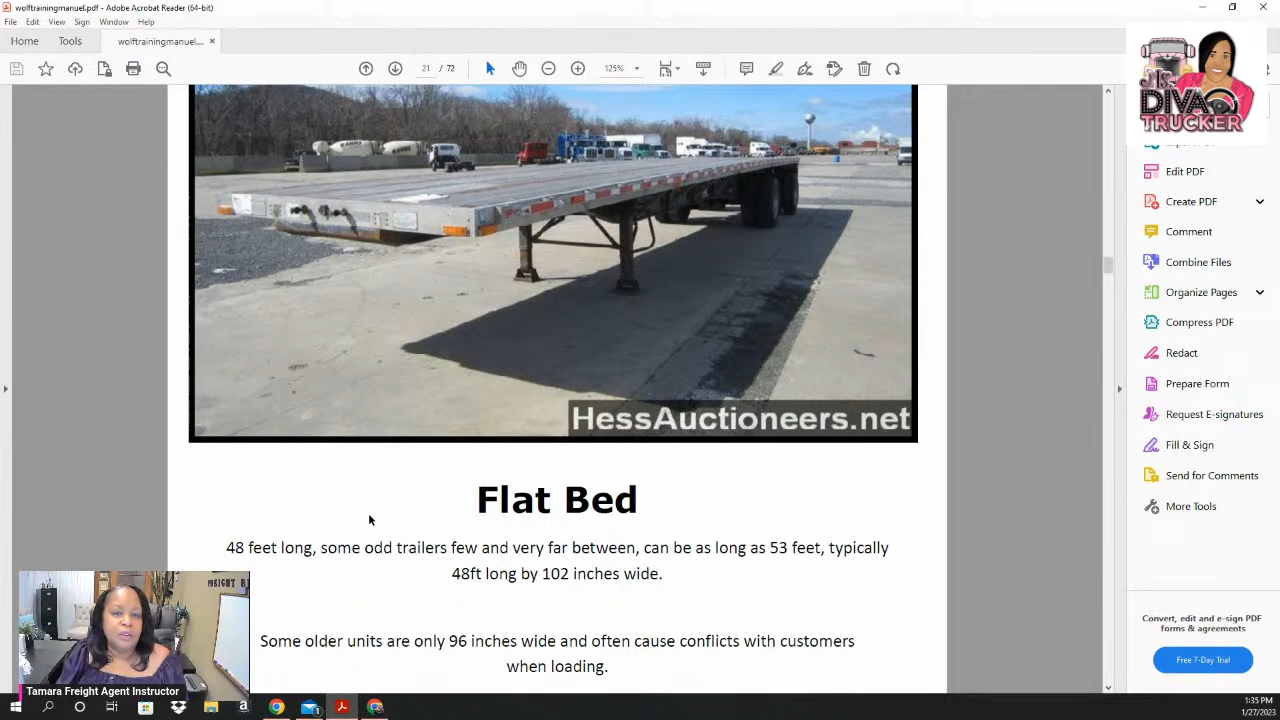 wolftrainingmanuel.pdf - Adobe Acrobat Reader (64-bit)
File Edit View Sign Window Help
Home Tools wolftrainingmanuel....
21 / 72 125%
Ms.
DIVA
TRUCKER
Edit PDF
Create PDF
Comment
Combine Files
Organize Pages
Compress PDF
Redact
Prepare Form
Request E-signatures
Fill & Sign
Send for Comments
More Tools
Convert, edit and e-sign PDF
forms & agreements
Free 7-Day Trial
HessAuctioneers.net
Flat Bed
48 feet long, some odd trailers few and very far between, can be as long as 53 feet, typically
48ft long by 102 inches wide.
Some older units are only 96 inches wide and often cause conflicts with customers
when loading.
Tamara Freight Agent Instructor
1:35 PM
1/27/2023